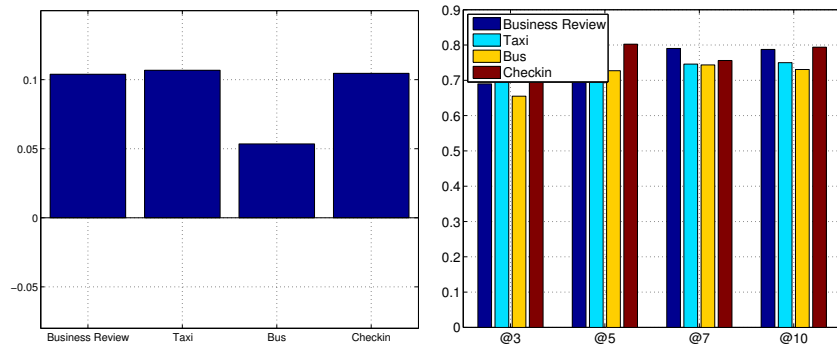 0.1
0.05
0
−0.05
Business Review Taxi Bus Checkin
0.9
0.8
0.7
0.6
0.5
0.4
0.3
0.2
0.1
0
Business Review
Taxi
Bus
Checkin
@3 @5 @7 @10